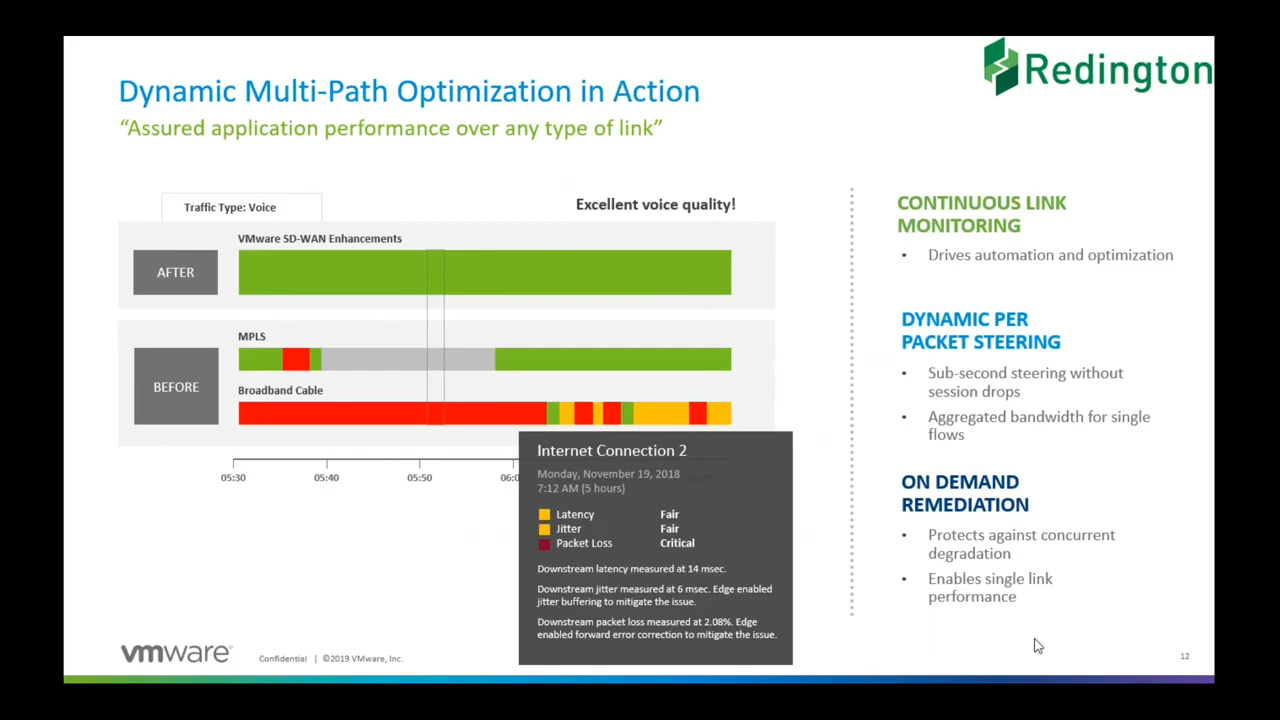 Redington
Dynamic Multi-Path Optimization in Action
“Assured application performance over any type of link”
Traffic Type: Voice
Excellent voice quality!
VMware SD-WAN Enhancements
AFTER
MPLS
BEFORE
Broadband Cable
05:30 05:40 05:50 06:0
Internet Connection 2
Monday, November 19, 2018
7:12 AM (5 hours)
Latency Fair
Jitter Fair
Packet Loss Critical
Downstream latency measured at 14 msec.
Downstream jitter measured at 6 msec. Edge enabled
jitter buffering to mitigate the issue.
Downstream packet loss measured at 2.08%. Edge
enabled forward error correction to mitigate the issue.
CONTINUOUS LINK
MONITORING
• Drives automation and optimization
DYNAMIC PER
PACKET STEERING
• Sub-second steering without
session drops
• Aggregated bandwidth for single
flows
ON DEMAND
REMEDIATION
• Protects against concurrent
degradation
• Enables single link
performance
vmware®
Confidential | ©2019 VMware, Inc.
12